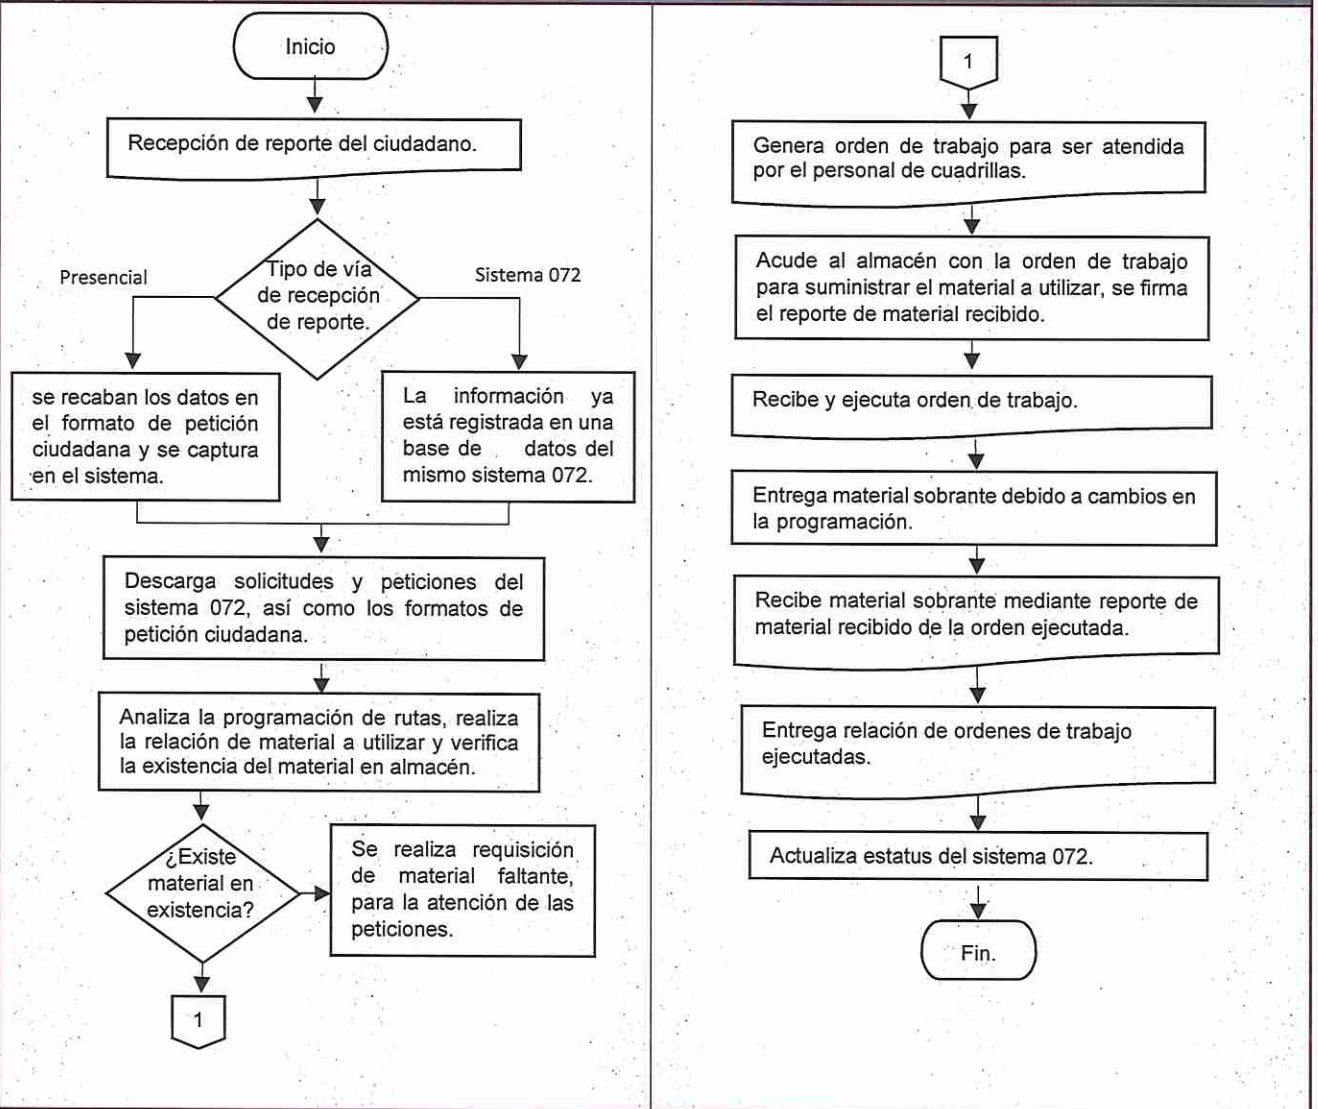 Inicio
Recepción de reporte del ciudadano.
Tipo de vía
de recepción
de reporte.
Presencial
Sistema 072
se recaban los datos en
el formato de petición
ciudadana y se captura
en el sistema.
La información ya
está registrada en una
base de datos del
mismo sistema 072.
Descarga solicitudes y peticiones del
sistema 072, así como los formatos de
petición ciudadana.
Analiza la programación de rutas, realiza
la relación de material a utilizar y verifica
la existencia del material en almacén.
¿Existe
material en
existencia?
Se realiza requisición
de material faltante,
para la atención de las
peticiones.
1
1
Genera orden de trabajo para ser atendida
por el personal de cuadrillas.
Acude al almacén con la orden de trabajo
para suministrar el material a utilizar, se firma
el reporte de material recibido.
Recibe y ejecuta orden de trabajo.
Entrega material sobrante debido a cambios en
la programación.
Recibe material sobrante mediante reporte de
material recibido de la orden ejecutada.
Entrega relación de ordenes de trabajo
ejecutadas.
Actualiza estatus del sistema 072.
Fin.